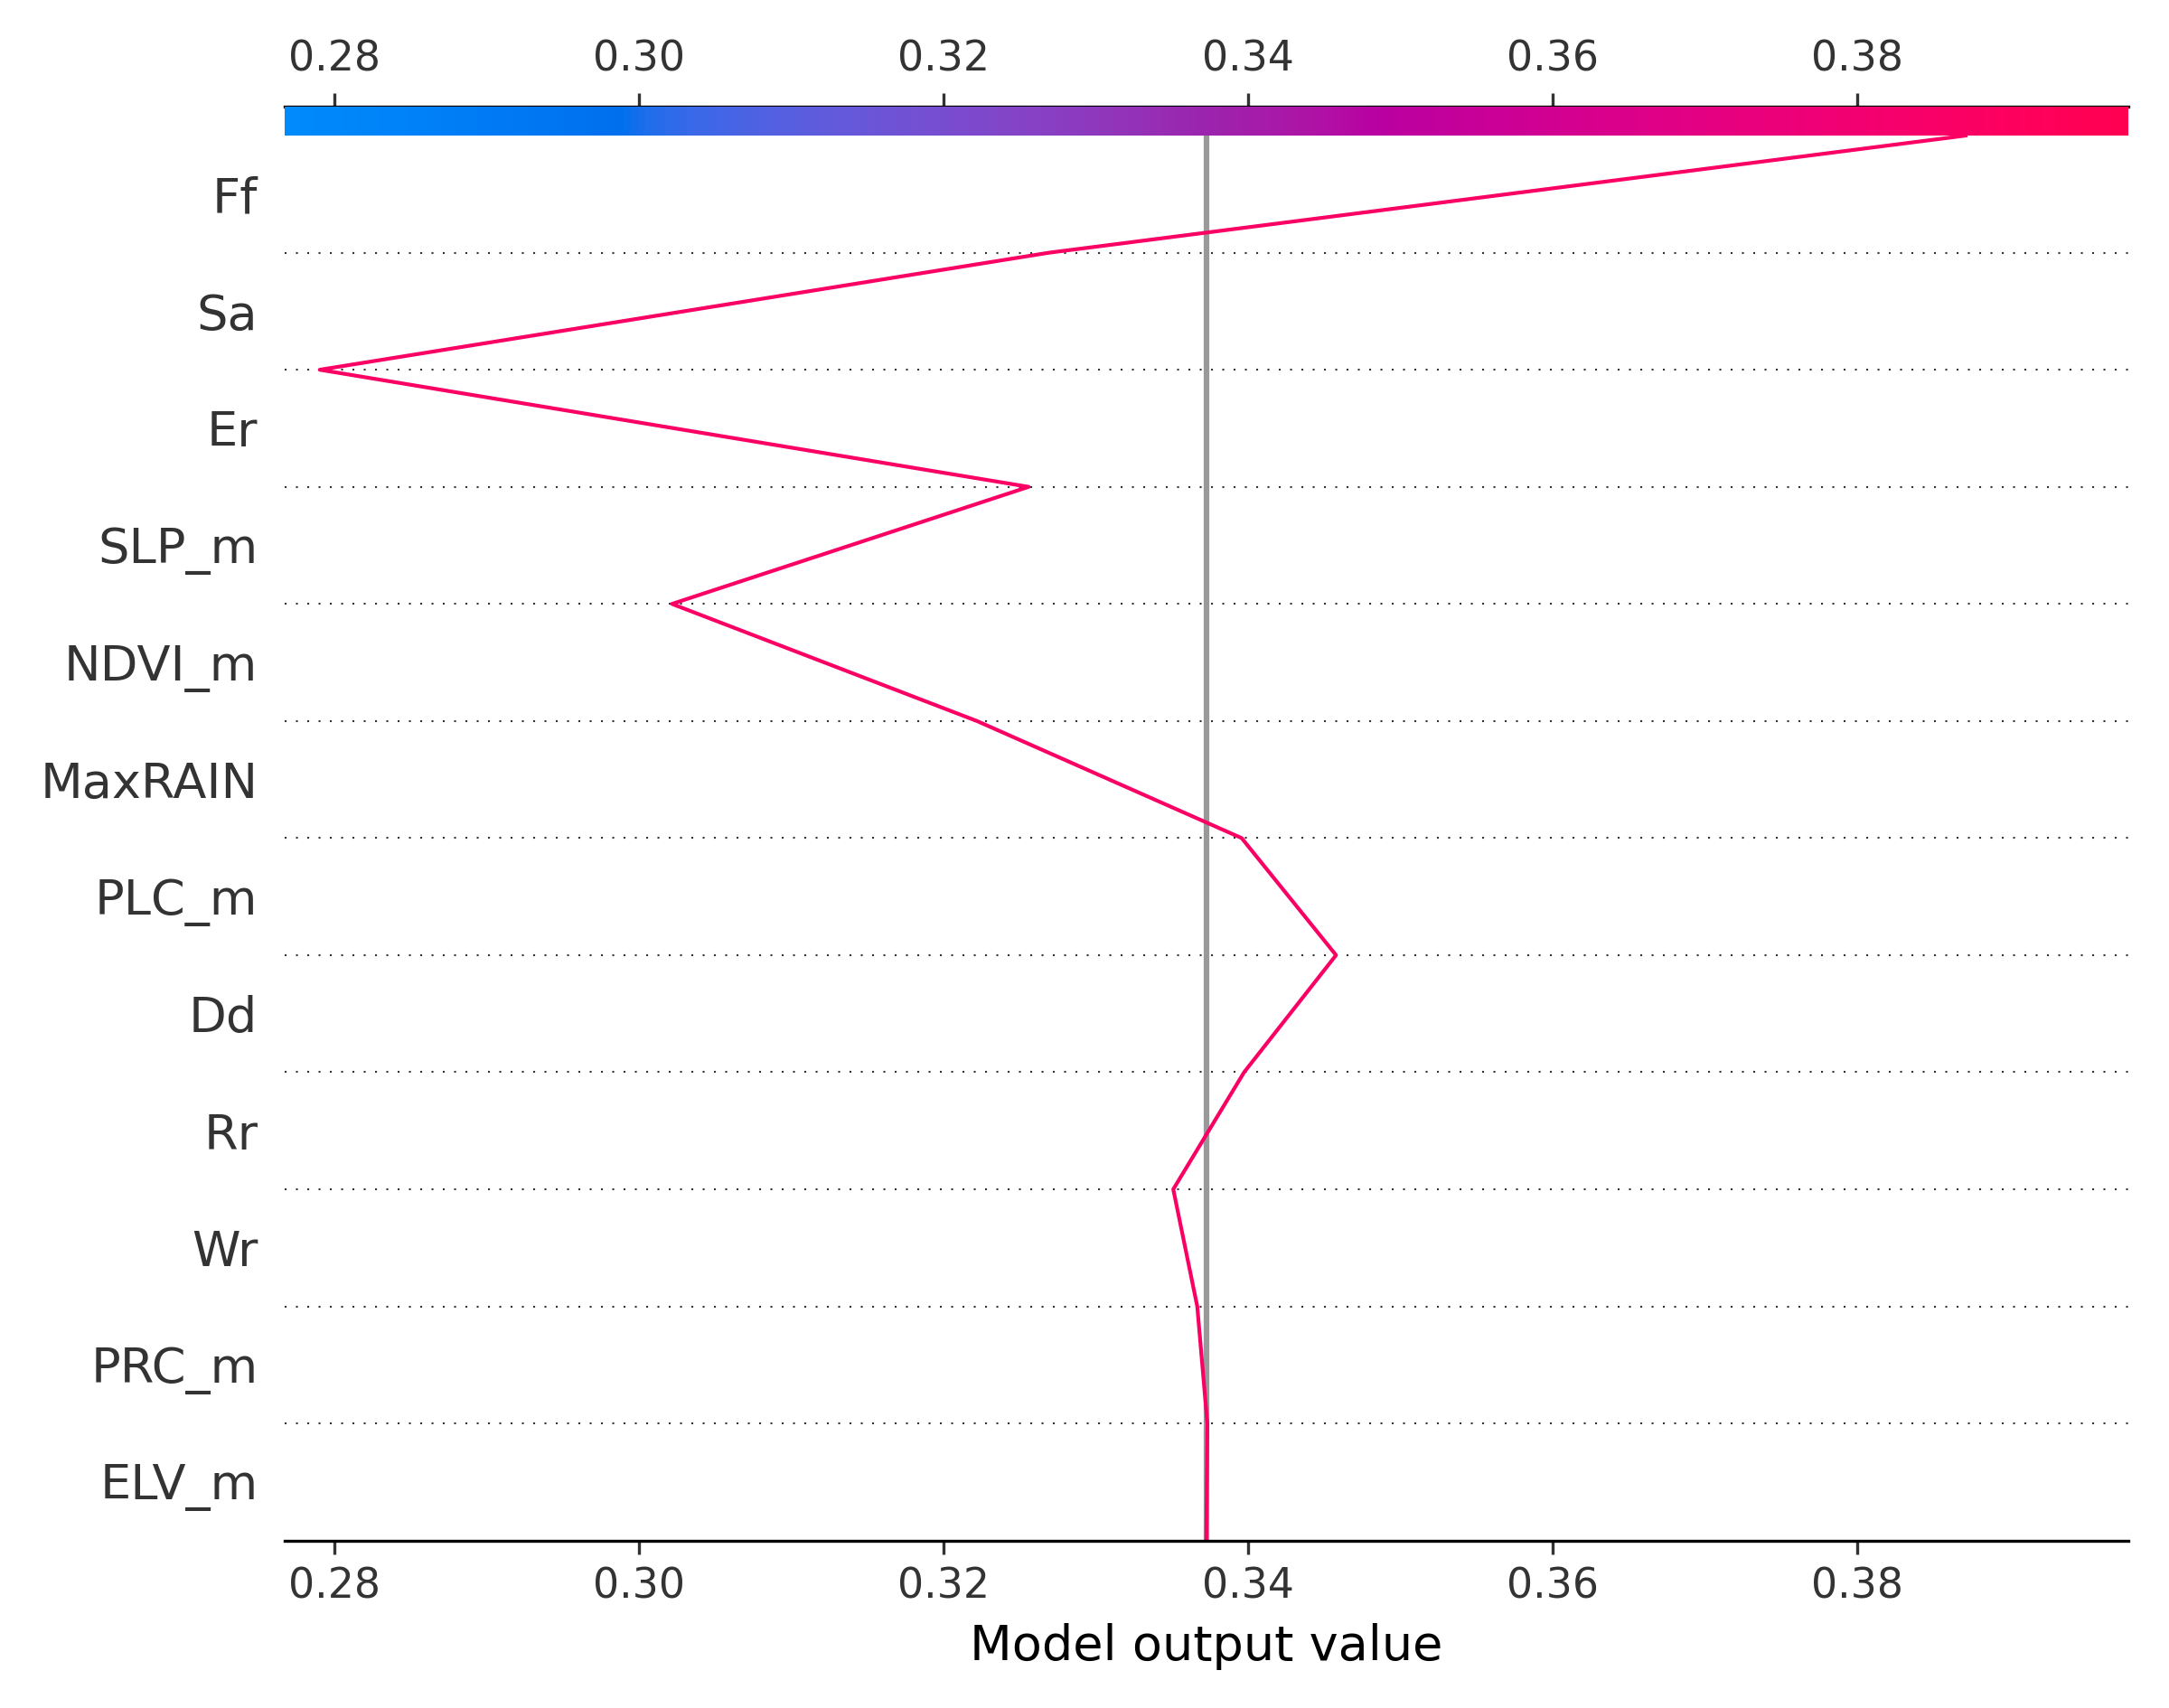 0.28 0.30 0.32 0.34 0.36 0.38
Ff
Sa
Er
SLP_m
NDVI_m
MaxRAIN
PLC_m
Dd
Rr
Wr
PRC_m
ELV_m
0.28 0.30 0.32 0.34 0.36 0.38
Model output value